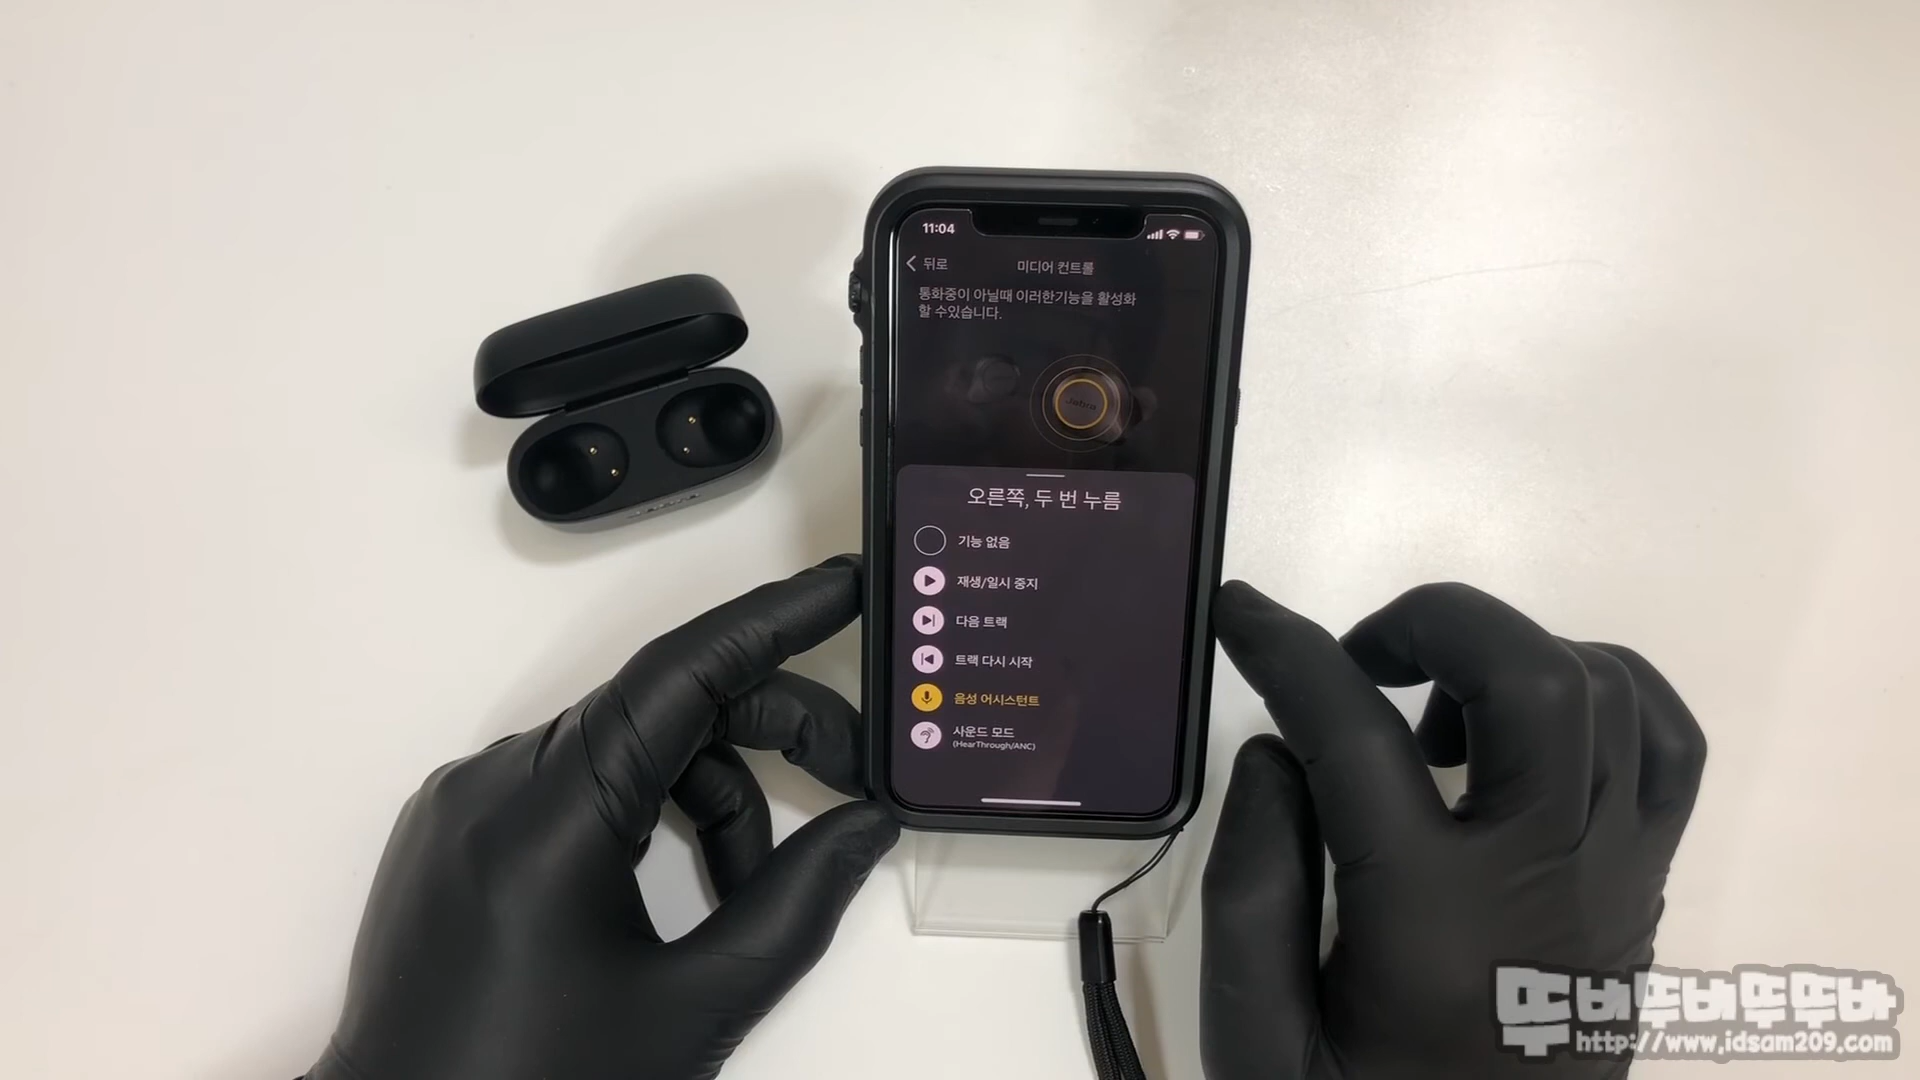 11:04
뒤로
미디어 컨트롤
통화중이 아닐때 이러한기능을 활성화
할 수있습니다.
Jabra
오른쪽, 두 번 누름
기능 없음
재생/일시 중지
다음 트랙
트랙 다시 시작
음성 어시스턴트
사운드 모드
(HearThrough/ANC)
뚜버뚜버뚜뚜바
http://www.idsam209.com